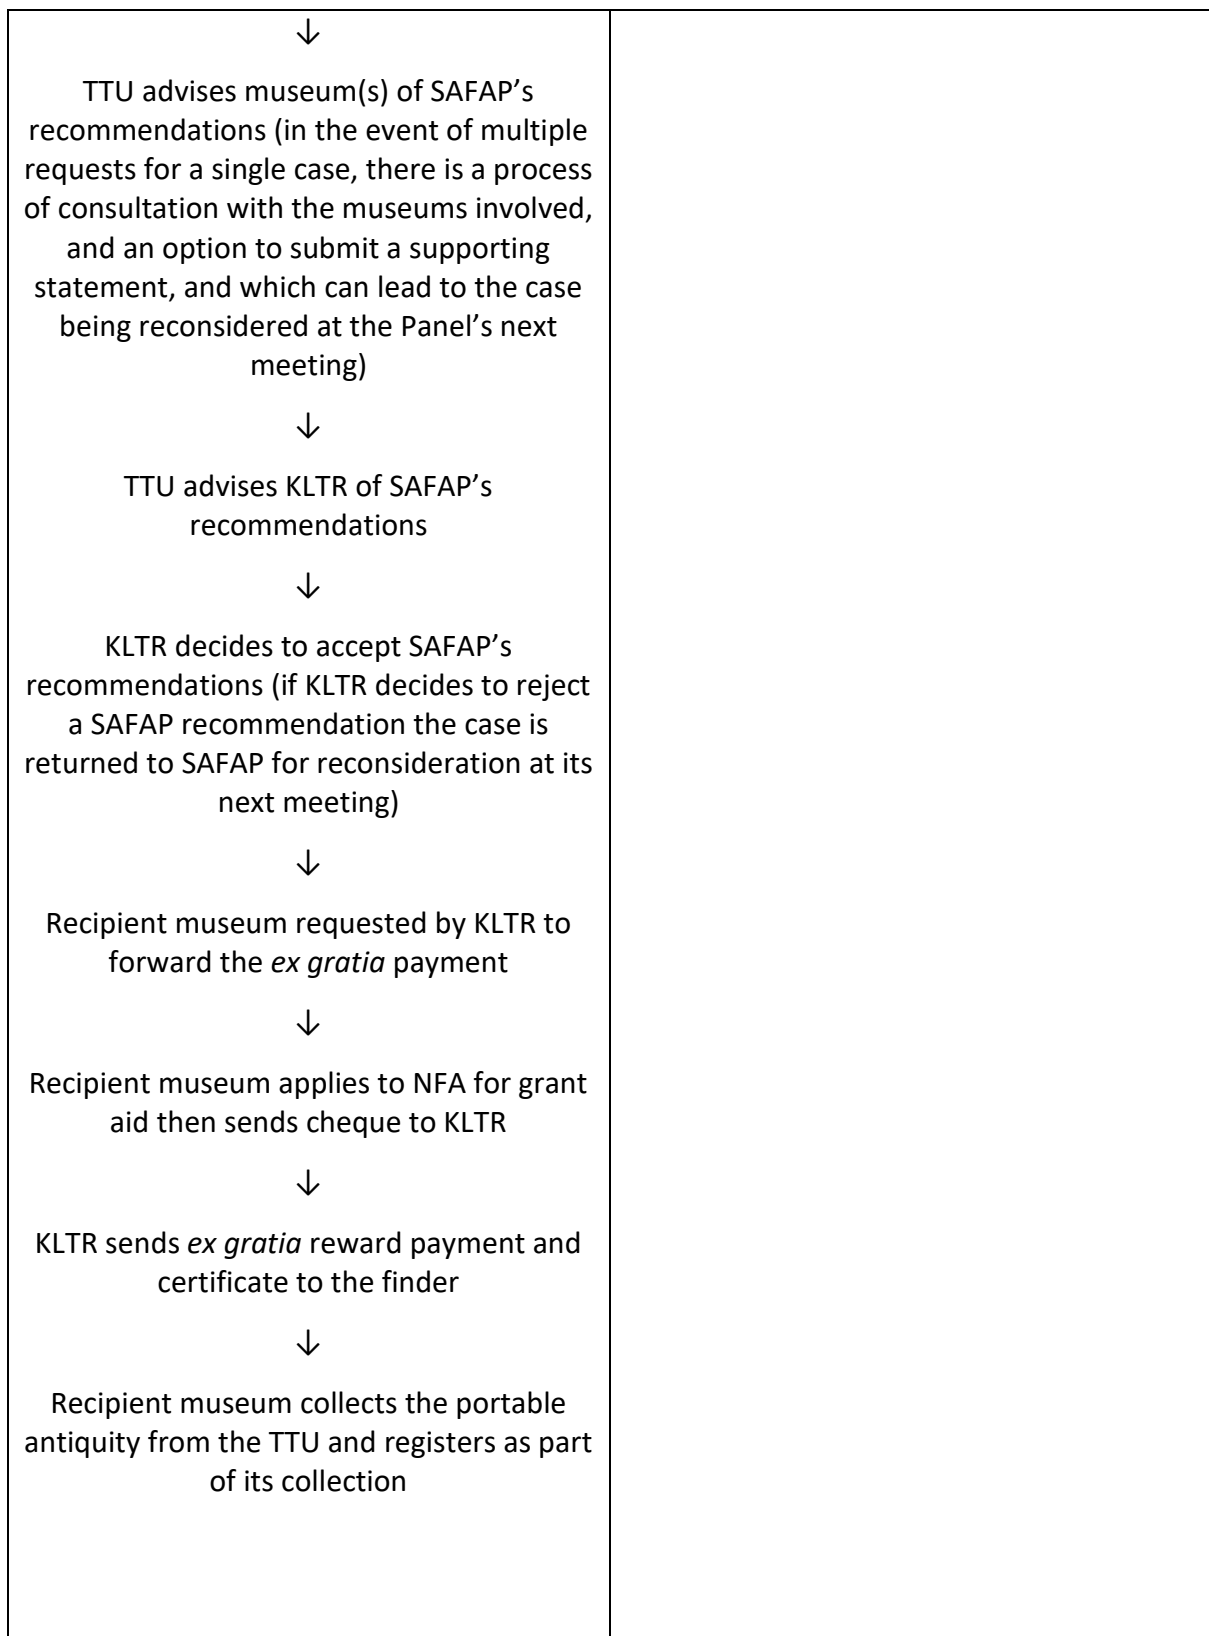 ↓
TTU advises museum(s) of SAFAP’s
recommendations (in the event of multiple
requests for a single case, there is a process
of consultation with the museums involved,
and an option to submit a supporting
statement, and which can lead to the case
being reconsidered at the Panel’s next
meeting)
↓
TTU advises KLTR of SAFAP’s
recommendations
↓
KLTR decides to accept SAFAP’s
recommendations (if KLTR decides to reject
a SAFAP recommendation the case is
returned to SAFAP for reconsideration at its
next meeting)
↓
Recipient museum requested by KLTR to
forward the ex gratia payment
↓
Recipient museum applies to NFA for grant
aid then sends cheque to KLTR
↓
KLTR sends ex gratia reward payment and
certificate to the finder
↓
Recipient museum collects the portable
antiquity from the TTU and registers as part
of its collection